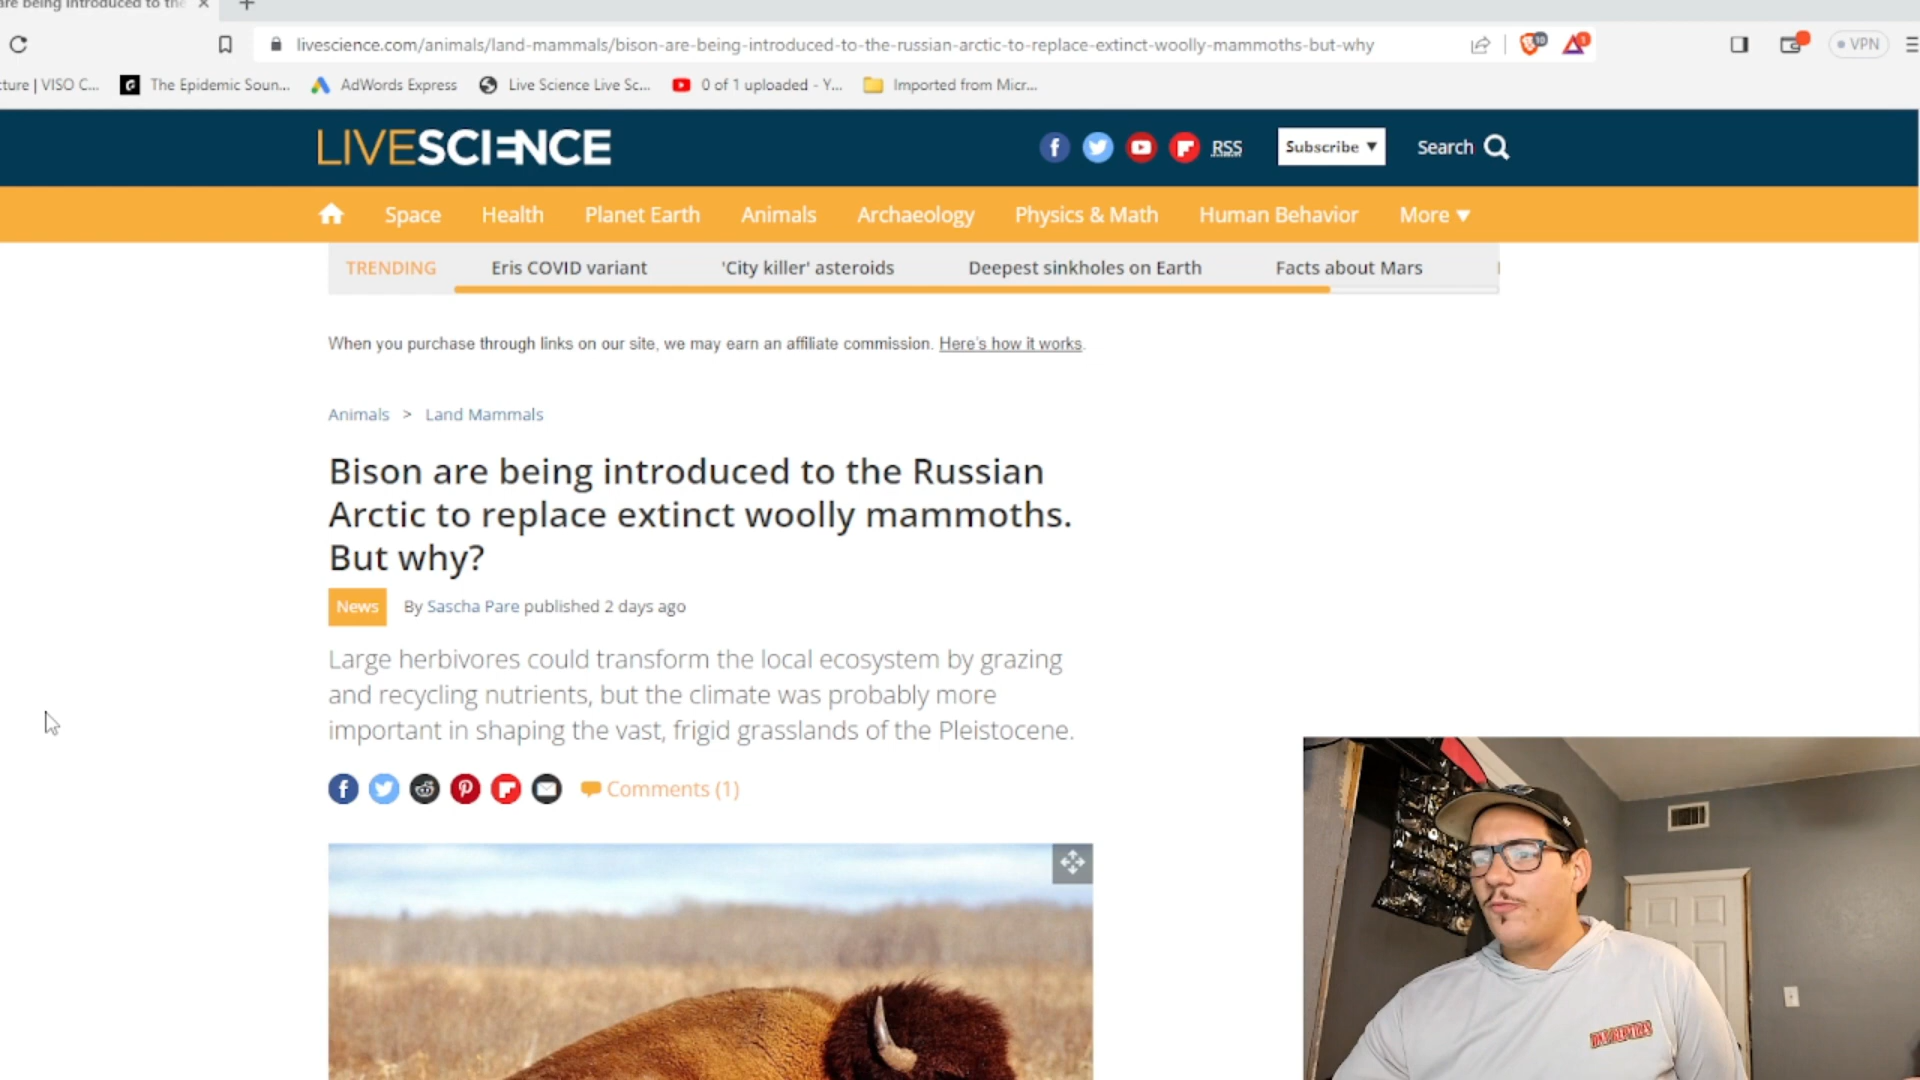 are being introduced to the
livescience.com/animals/land-mammals/bison-are-being-introduced-to-the-russian-arctic-to-replace-extinct-woolly-mammoths-but-why
VPN
cture | VISO C...
The Epidemic Soun...
AdWords Express
Live Science Live Sc...
0 of 1 uploaded - Y...
Imported from Micr...
LIVESCIENCE
RSS
Subscribe ▼
Search
Space
Health
Planet Earth
Animals
Archaeology
Physics & Math
Human Behavior
More ▼
TRENDING
Eris COVID variant
'City killer' asteroids
Deepest sinkholes on Earth
Facts about Mars
When you purchase through links on our site, we may earn an affiliate commission. Here's how it works.
Animals > Land Mammals
Bison are being introduced to the Russian
Arctic to replace extinct woolly mammoths.
But why?
News By Sascha Pare published 2 days ago
Large herbivores could transform the local ecosystem by grazing
and recycling nutrients, but the climate was probably more
important in shaping the vast, frigid grasslands of the Pleistocene.
Comments (1)
DNA REPTILES